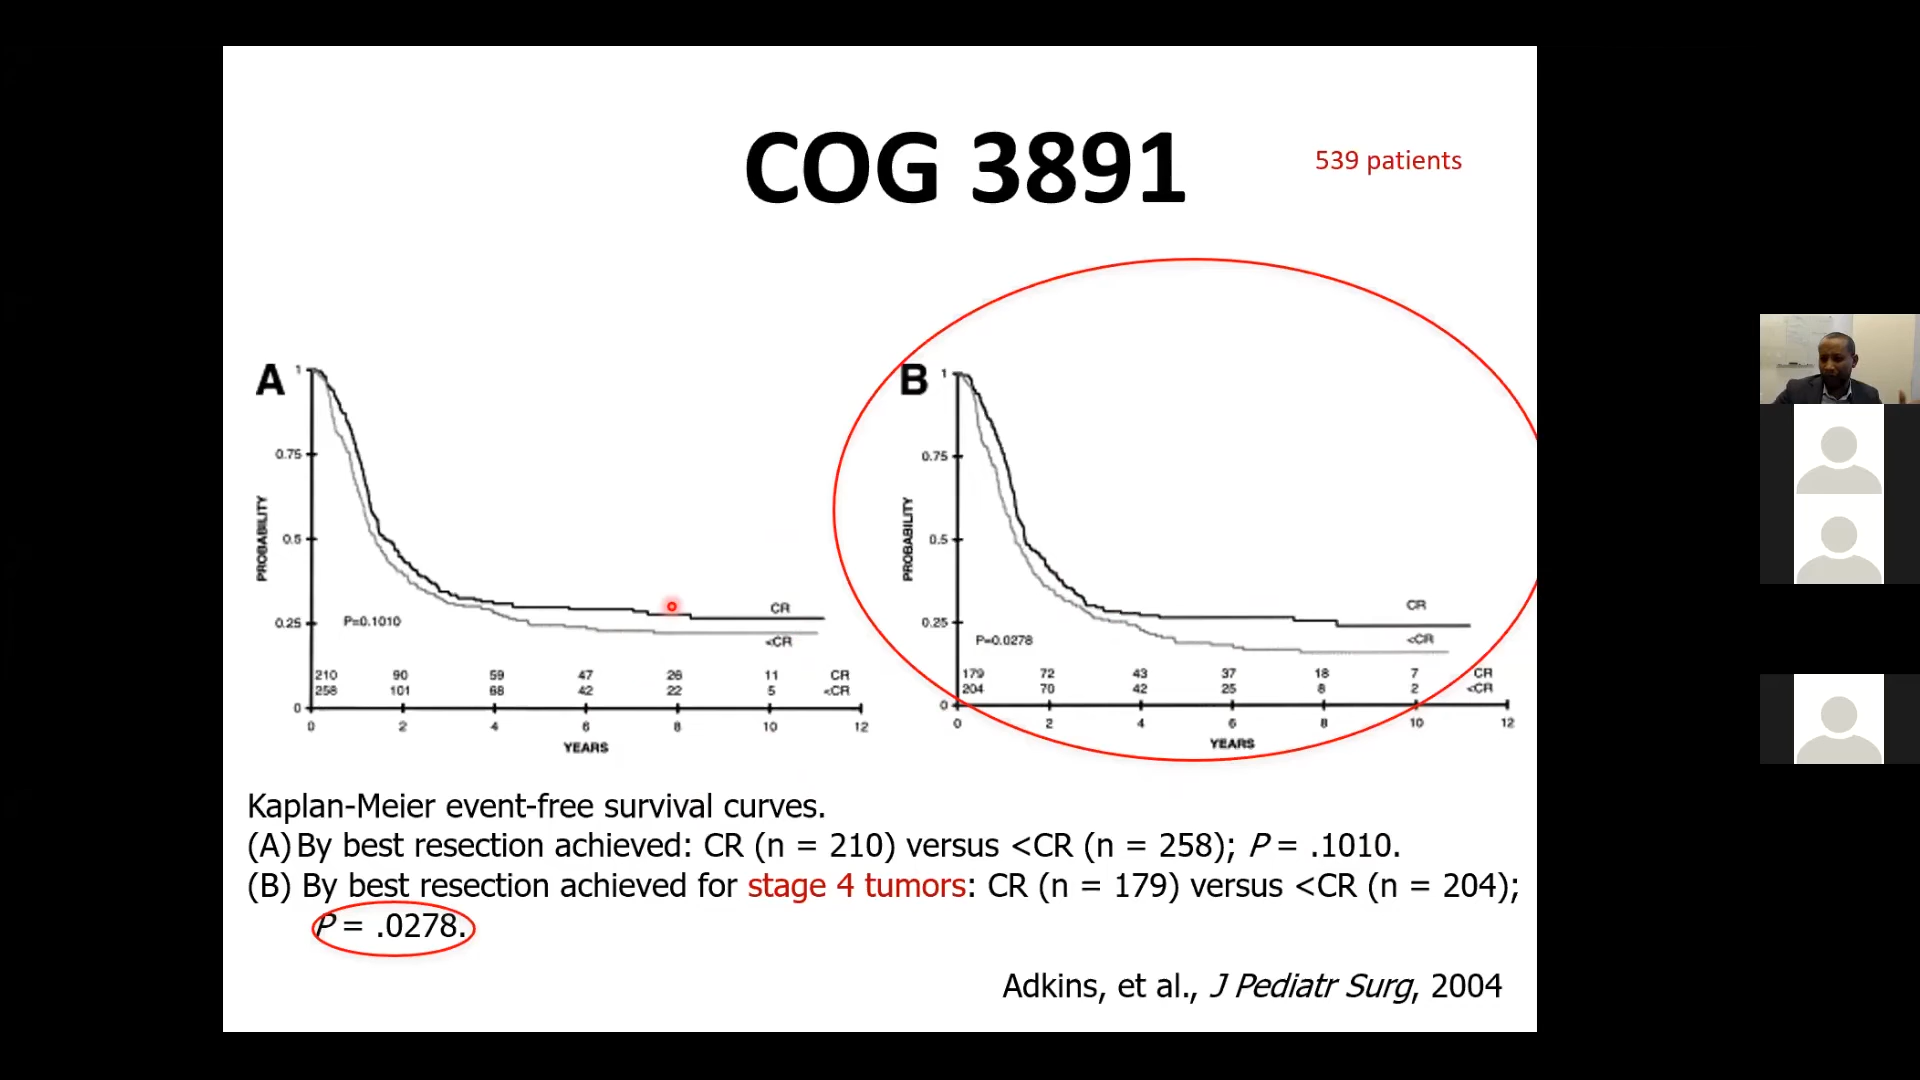 COG 3891
539 patients
A
1
0.75
0.5
0.25
0
PROBABILITY
P=0.1010
CR
<CR
210 90 59 47 26 11 CR
258 101 68 42 22 5 <CR
0 2 4 6 8 10 12
YEARS
B
1
0.75
0.5
0.25
0
PROBABILITY
P=0.0278
CR
<CR
179 72 43 37 18 7 CR
204 70 42 25 8 2 <CR
0 2 4 6 8 10 12
YEARS
Kaplan-Meier event-free survival curves.
(A) By best resection achieved: CR (n = 210) versus <CR (n = 258); P = .1010.
(B) By best resection achieved for stage 4 tumors: CR (n = 179) versus <CR (n = 204);
P = .0278.
Adkins, et al., J Pediatr Surg, 2004